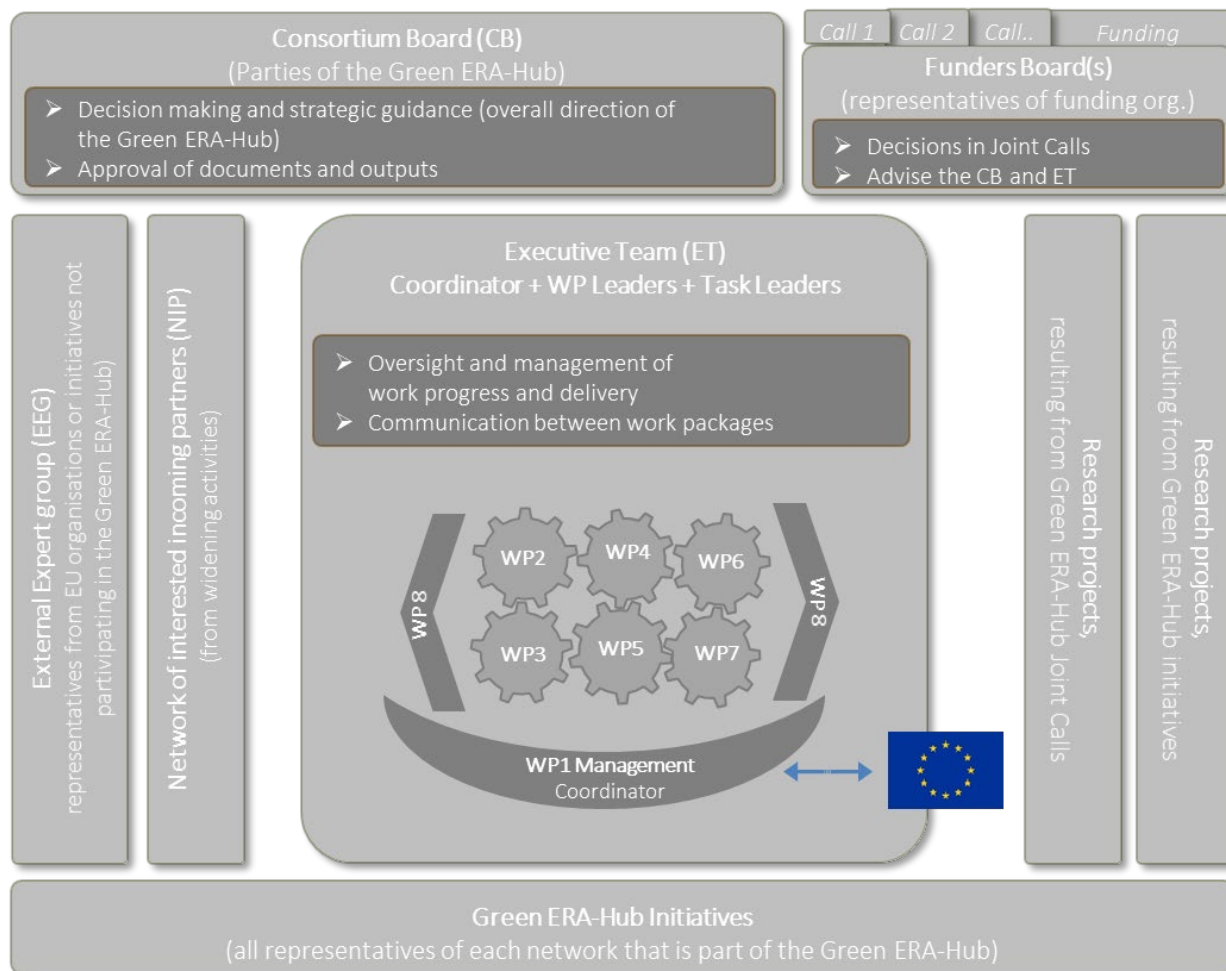 Consortium Board (CB)
(Parties of the Green ERA-Hub)
➢ Decision making and strategic guidance (overall direction of
the Green ERA-Hub)
➢ Approval of documents and outputs
Call 1
Call 2
Call..
Funding
Funders Board(s)
(representatives of funding org.)
➢ Decisions in Joint Calls
➢ Advise the CB and ET
External Expert group (EEG)
representatives from EU organisations or initiatives not
partivipating in the Green ERA-Hub)
Network of interested incoming partners (NIP)
(from widening activities)
Executive Team (ET)
Coordinator + WP Leaders + Task Leaders
➢ Oversight and management of
work progress and delivery
➢ Communication between work packages
WP8
WP2
WP4
WP6
WP8
WP3
WP5
WP7
WP1 Management
Coordinator
Research projects,
resulting from Green ERA-Hub Joint Calls
Research projects,
resulting from Green ERA-Hub initiatives
Green ERA-Hub Initiatives
(all representatives of each network that is part of the Green ERA-Hub)